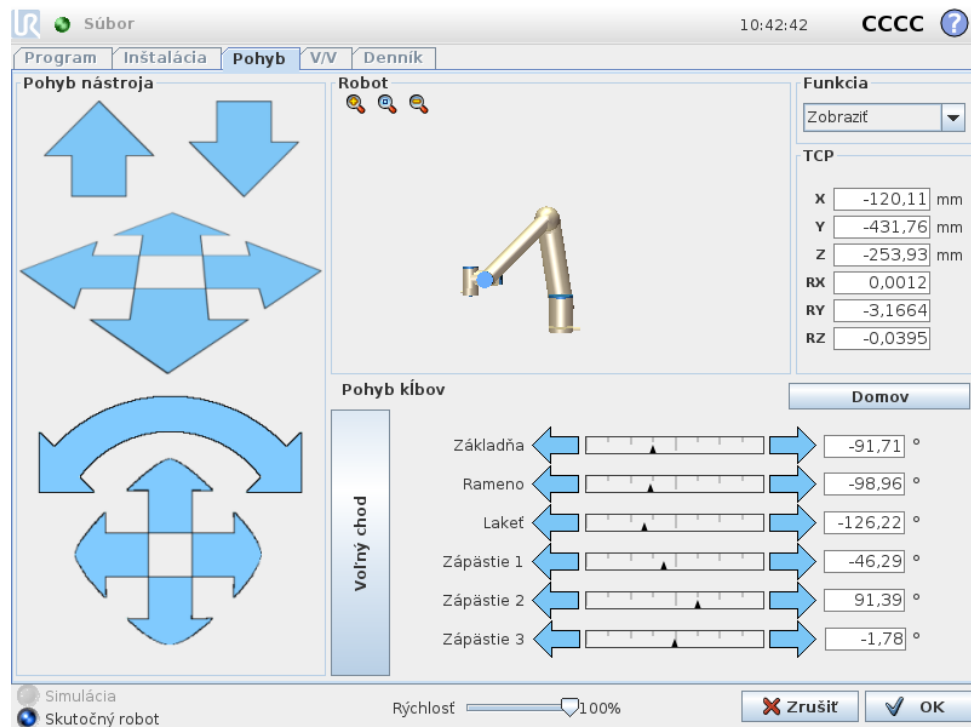 UR Súbor 10:42:42 CCCC ?
Program Inštalácia Pohyb V/V Denník
Pohyb nástroja
Robot
Funkcia
Zobraziť
TCP
X -120,11 mm
Y -431,76 mm
Z -253,93 mm
RX 0,0012
RY -3,1664
RZ -0,0395
Pohyb kĺbov
Domov
Voľný chod
Základňa -91,71 °
Rameno -98,96 °
Lakeť -126,22 °
Zápästie 1 -46,29 °
Zápästie 2 91,39 °
Zápästie 3 -1,78 °
Simulácia
Skutočný robot
Rýchlosť 100%
Zrušiť
OK